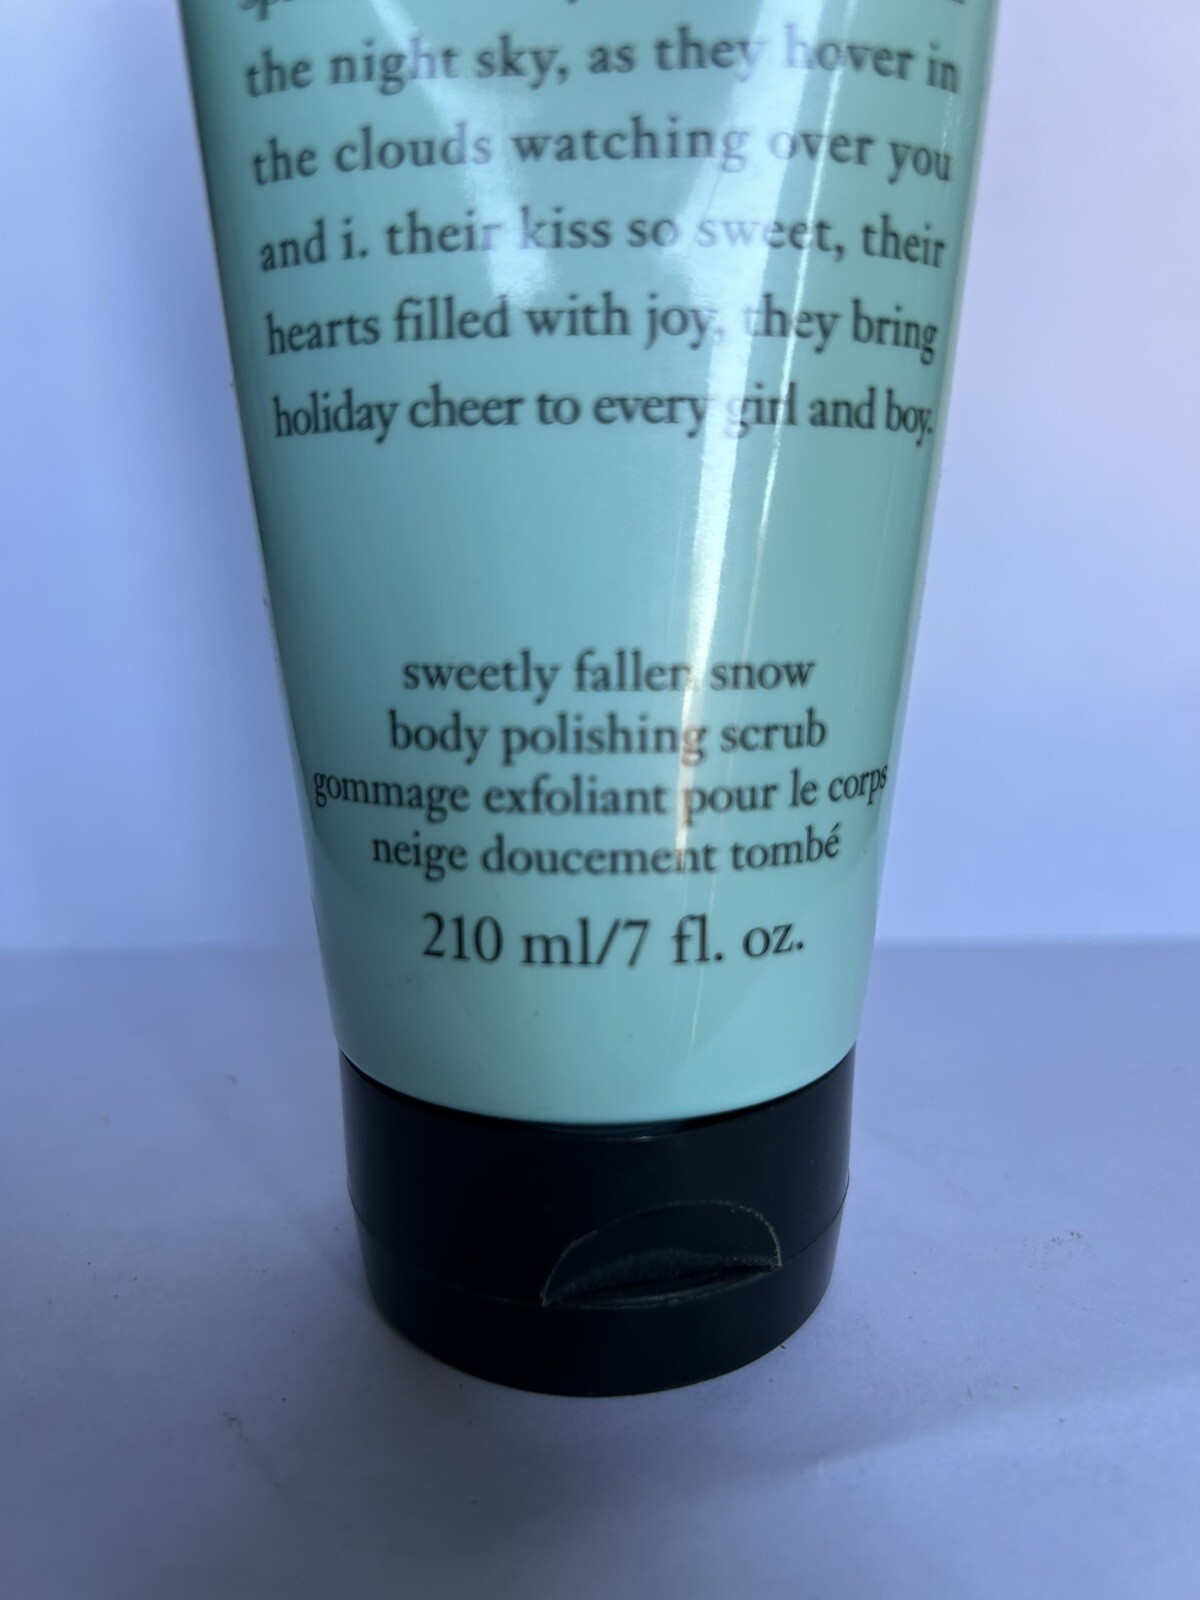 the night sky, as they hover in
the clouds watching over you
and i. their kiss so sweet, their
hearts filled with joy, they bring
holiday cheer to every girl and boy.
sweetly fallen snow
body polishing scrub
gommage exfoliant pour le corps
neige doucement tombé
210 ml/7 fl. oz.